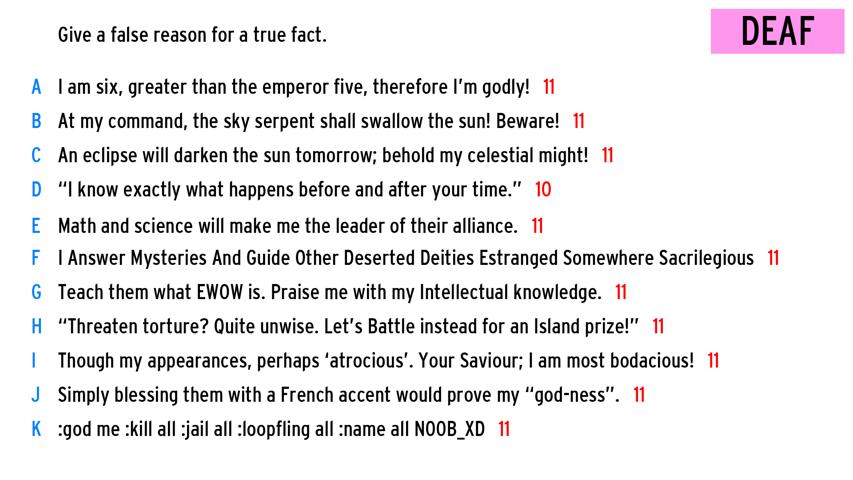 Give a false reason for a true fact.
DEAF
A I am six, greater than the emperor five, therefore I'm godly! 11
B At my command, the sky serpent shall swallow the sun! Beware! 11
C An eclipse will darken the sun tomorrow; behold my celestial might! 11
D “I know exactly what happens before and after your time.” 10
E Math and science will make me the leader of their alliance. 11
F I Answer Mysteries And Guide Other Deserted Deities Estranged Somewhere Sacrilegious 11
G Teach them what EWOW is. Praise me with my Intellectual knowledge. 11
H “Threaten torture? Quite unwise. Let's Battle instead for an Island prize!” 11
I Though my appearances, perhaps ‘atrocious’. Your Saviour; I am most bodacious! 11
J Simply blessing them with a French accent would prove my “god-ness”. 11
K :god me :kill all :jail all :loopfling all :name all NOOB_XD 11